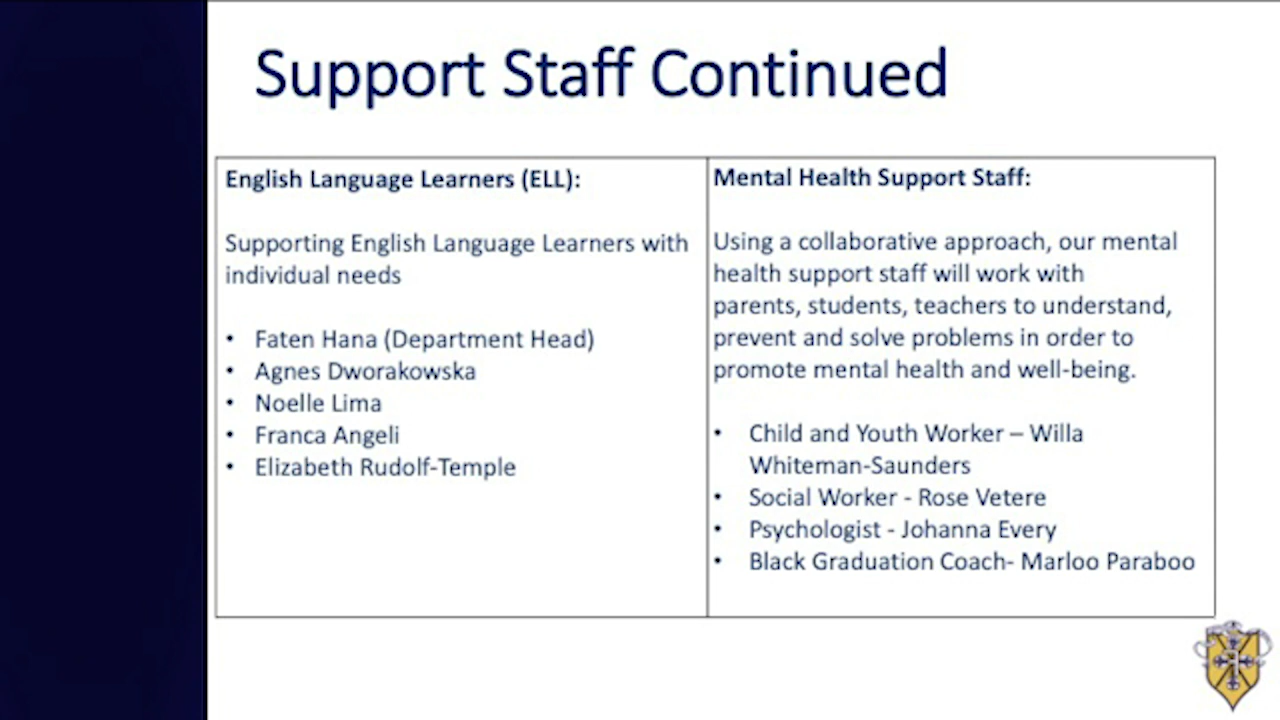 Support Staff Continued
English Language Learners (ELL):
Supporting English Language Learners with
individual needs
• Faten Hana (Department Head)
• Agnes Dworakowska
• Noelle Lima
• Franca Angeli
• Elizabeth Rudolf-Temple
Mental Health Support Staff:
Using a collaborative approach, our mental
health support staff will work with
parents, students, teachers to understand,
prevent and solve problems in order to
promote mental health and well-being.
• Child and Youth Worker – Willa
Whiteman-Saunders
• Social Worker - Rose Vetere
• Psychologist - Johanna Every
• Black Graduation Coach- Marloo Paraboo